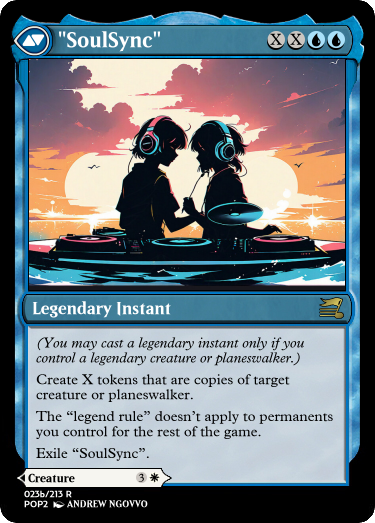 "SoulSync" X X
Legendary Instant
(You may cast a legendary instant only if you
control a legendary creature or planeswalker.)
Create X tokens that are copies of target
creature or planeswalker.
The “legend rule” doesn’t apply to permanents
you control for the rest of the game.
Exile “SoulSync”.
Creature 3
023b/213 R
POP2 ANDREW NGOVVO